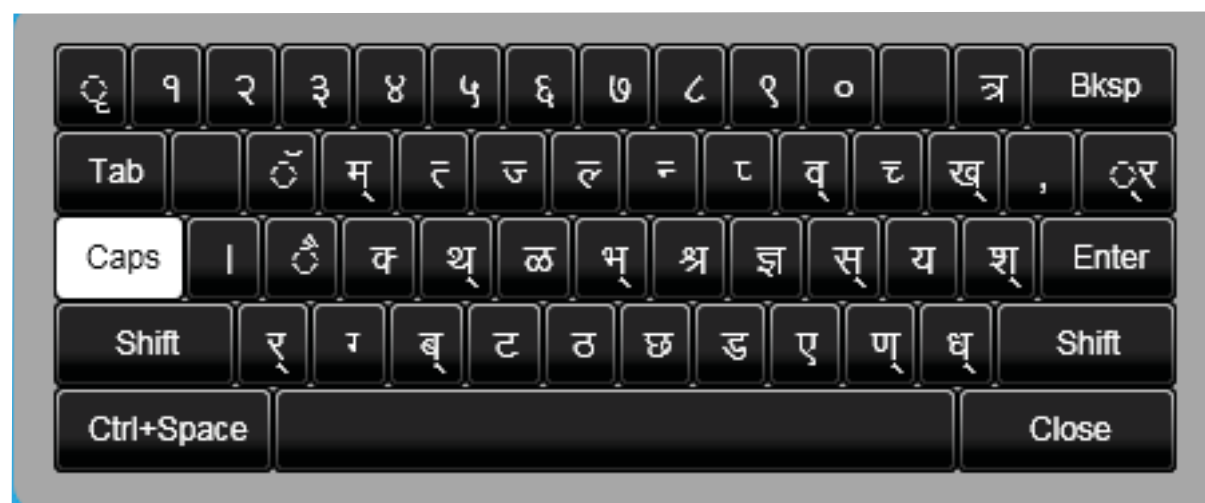 ृ १ २ ३ ४ ५ ६ ७ ८ ९ ० त्र Bksp
Tab ॅ म् त्‍ ज्‍ ल्‍ न्‍ ८ व् च्‍ ख् , ्र
Caps । ै क्‍ थ् ळ भ् श्र ज्ञ स् य श् Enter
Shift र् ग्‍ ब् ट ठ छ ड ए ण् ध् Shift
Ctrl+Space Close